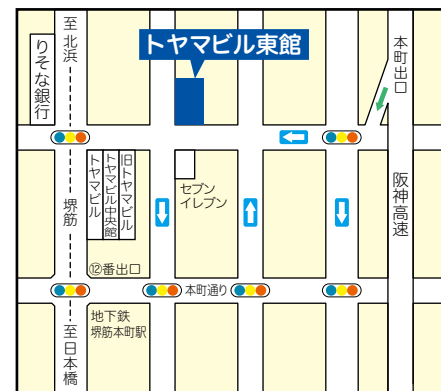 至北浜
りそな銀行
トヤマビル東館
本町出口
堺筋
トヤマビル
トヤマビル中央館
旧トヤマビル
セブン
イレブン
阪神高速
⑫番出口
本町通り
地下鉄
堺筋本町駅
至日本橋